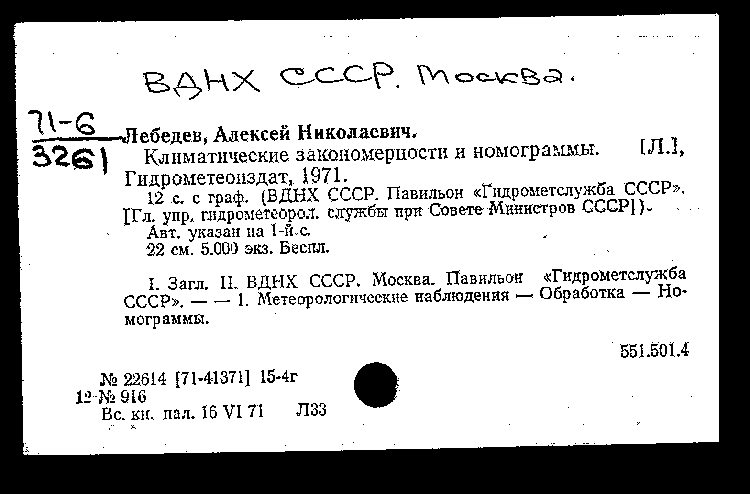 ВДНХ СССР. Москва.
71-6
3261
Лебедев, Алексей Николаевич.
Климатические закономерности и номограммы. [Л.],
Гидрометеоиздат, 1971.
12 с. с граф. (ВДНХ СССР. Павильон «Гидрометслужба СССР».
[Гл. упр. гидрометеорол. службы при Совете Министров СССР]).
Авт. указан на 1-й с.
22 см. 5.000 экз. Беспл.
I. Загл. II. ВДНХ СССР. Москва. Павильон «Гидрометслужба
СССР». — — 1. Метеорологические наблюдения — Обработка — Но-
мограммы.
551.501.4
№ 22614 [71-41371] 15-4г
12 № 916
Вс. кн. пал. 16 VI 71 Л33